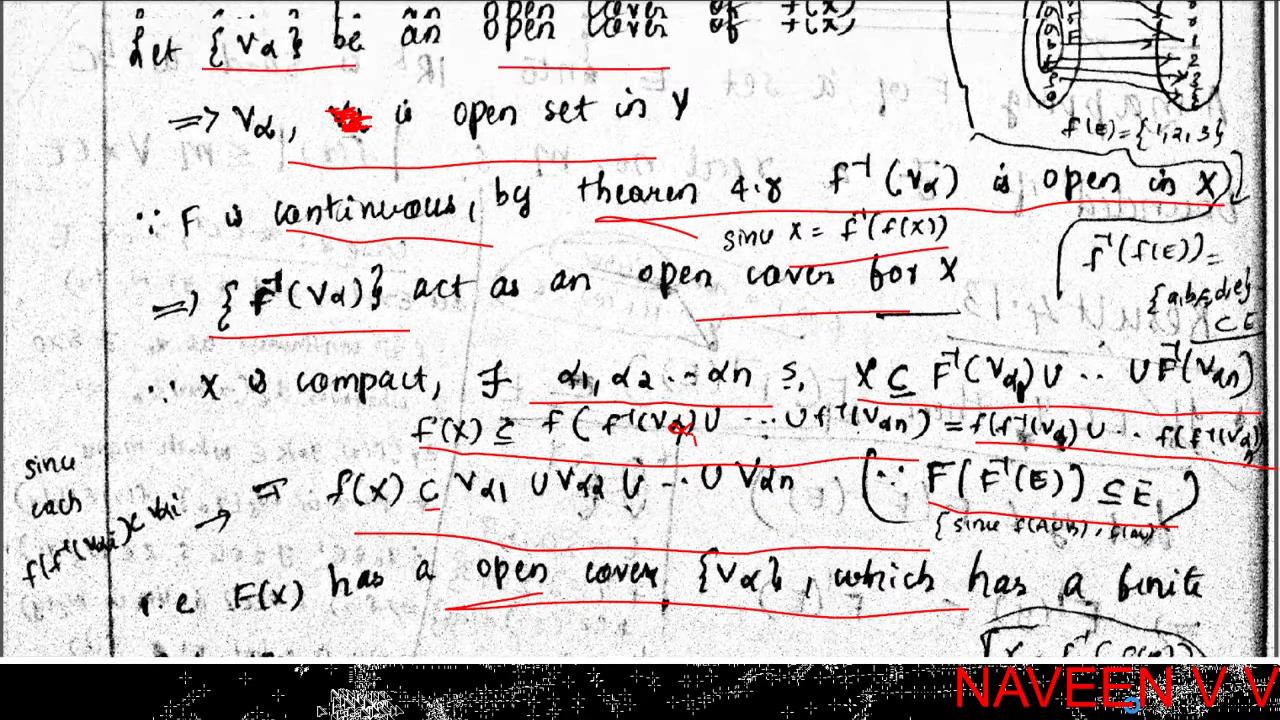 Let {Vα} be an open cover of f(X)
⇒ Vα, is open set in Y
f(E) = {1,2,3}
∵ F is continuous, by theorem 4.8 f⁻¹(Vα) is open in X
since X = f⁻¹(f(X))
f⁻¹(f(E)) =
{a,b,c,d,e}
⊂ E
⇒ {F⁻¹(Vα)} act as an open cover for X
∵ X is compact, ∃ α1, α2 ... αn s, X ⊆ F⁻¹(Vα1) ∪ ... ∪ F⁻¹(Vαn)
f(X) ⊆ f(f⁻¹(Vα1) ∪ ... ∪ f⁻¹(Vαn)) = f(f⁻¹(Vα1) ∪ ... f(f⁻¹(Vαn))
since
each
f(f⁻¹(Vαi)) ⊂ Vαi
⇒ f(X) ⊂ Vα1 ∪ Vα2 ∪ ... ∪ Vαn (∵ F(F⁻¹(E)) ⊆ E)
{since f(A∪B)
i.e F(X) has a open cover {Vα}, which has a finite
NAVEEN V V